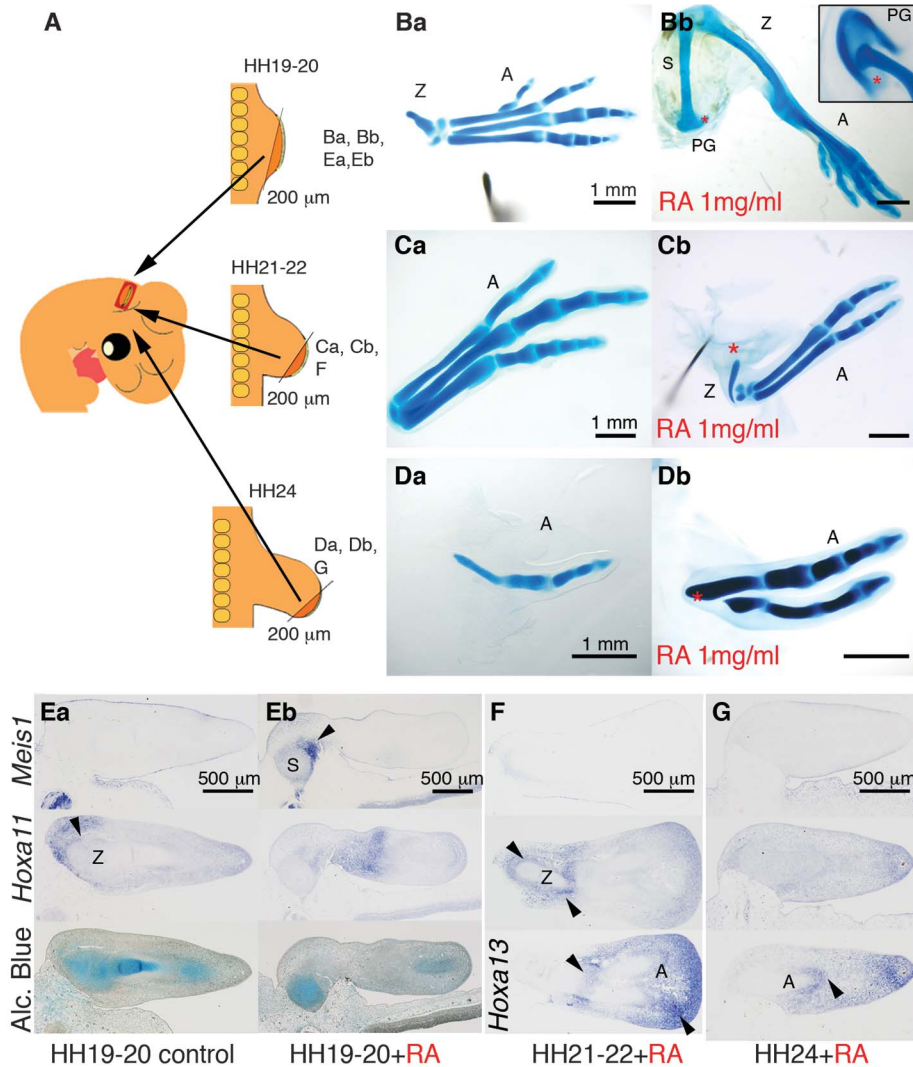 A
HH19-20
Ba, Bb,
Ea,Eb
200 µm
HH21-22
Ca, Cb,
F
200 µm
HH24
Da, Db,
G
200 µm
Ba
Z
A
1 mm
Bb
Z
PG
*
S
*
PG
A
RA 1mg/ml
Ca
A
1 mm
Cb
*
Z
A
RA 1mg/ml
Da
A
1 mm
Db
A
*
RA 1mg/ml
Meis1
Hoxa11
Alc. Blue
Ea
500 µm
Z
HH19-20 control
Eb
S
500 µm
HH19-20+RA
F
500 µm
Z
Hoxa13
A
HH21-22+RA
G
500 µm
A
HH24+RA